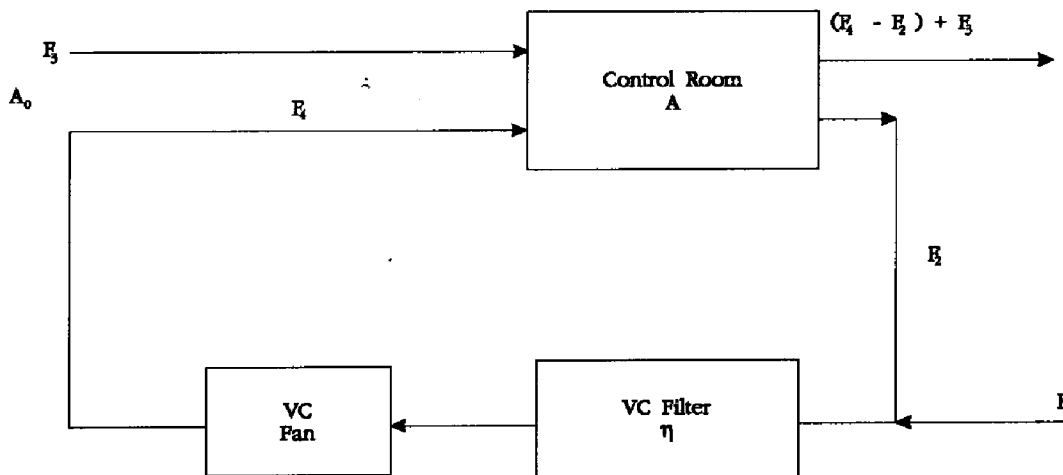 F₃
A₀
F₄
Control Room
A
(F₄ - F₂) + F₃
F₂
VC
Fan
VC Filter
η